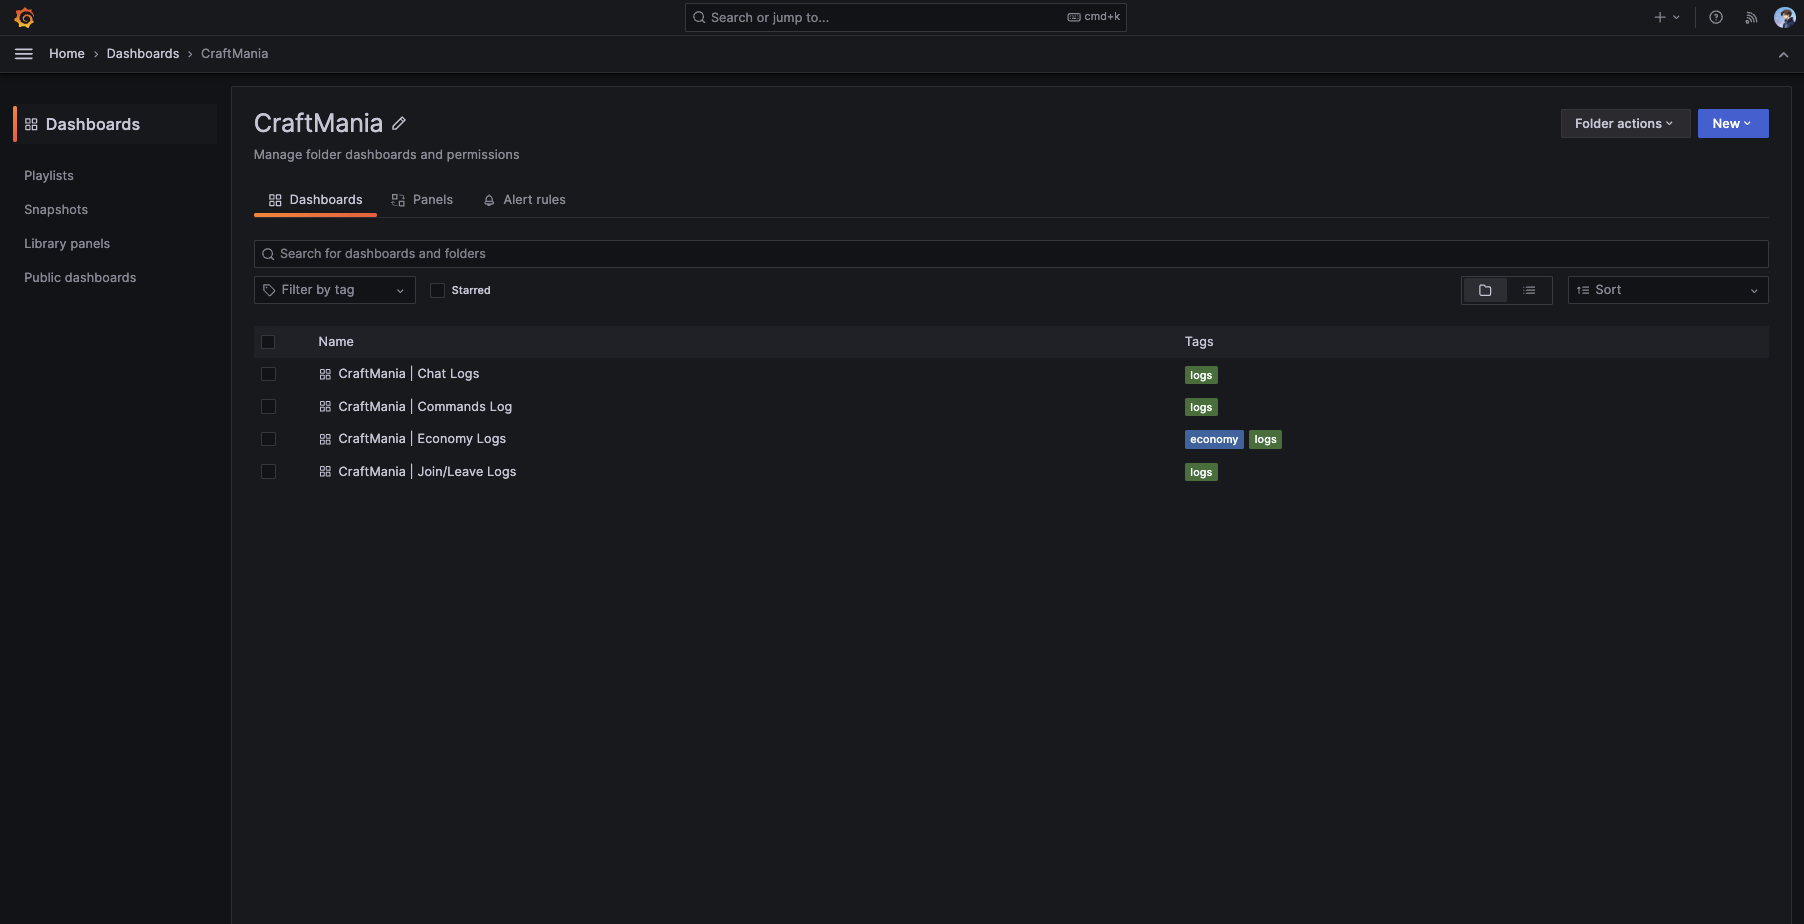 Search or jump to... cmd+k
Home › Dashboards › CraftMania
Dashboards
Playlists
Snapshots
Library panels
Public dashboards
CraftMania
Folder actions
New
Manage folder dashboards and permissions
Dashboards Panels Alert rules
Search for dashboards and folders
Filter by tag Starred Sort
Name Tags
CraftMania | Chat Logs logs
CraftMania | Commands Log logs
CraftMania | Economy Logs economy logs
CraftMania | Join/Leave Logs logs